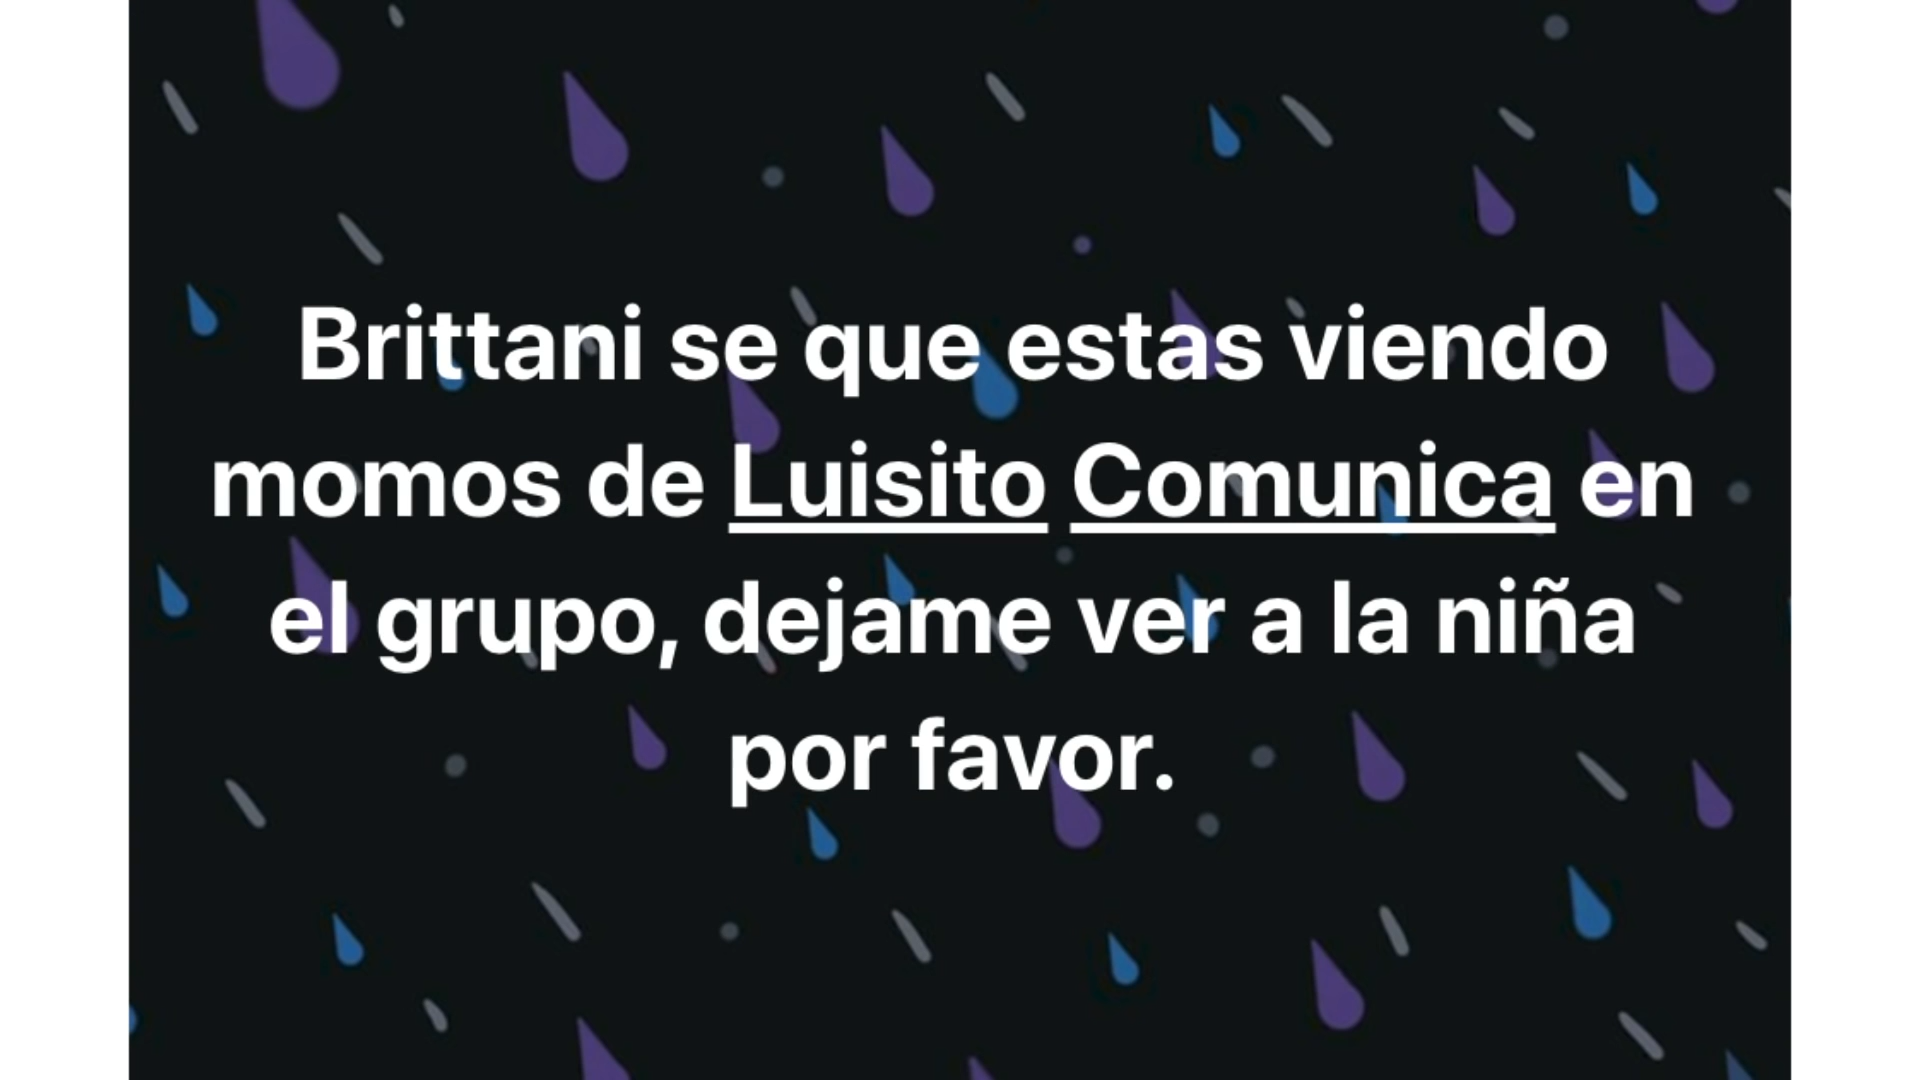 Brittani se que estas viendo
momos de Luisito Comunica en
el grupo, dejame ver a la niña
por favor.